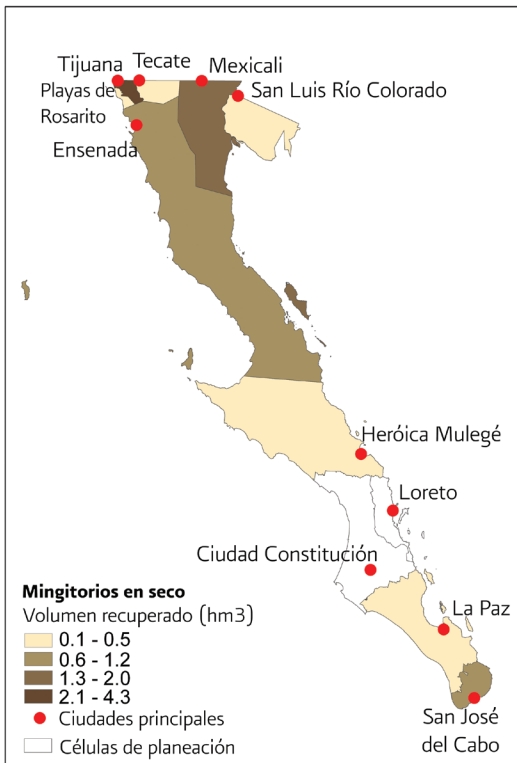 Tijuana
Tecate
Mexicali
Playas de
Rosarito
San Luis Río Colorado
Ensenada
Heróica Mulegé
Loreto
Ciudad Constitución
La Paz
San José
del Cabo
Mingitorios en seco
Volumen recuperado (hm3)
0.1 - 0.5
0.6 - 1.2
1.3 - 2.0
2.1 - 4.3
Ciudades principales
Células de planeación